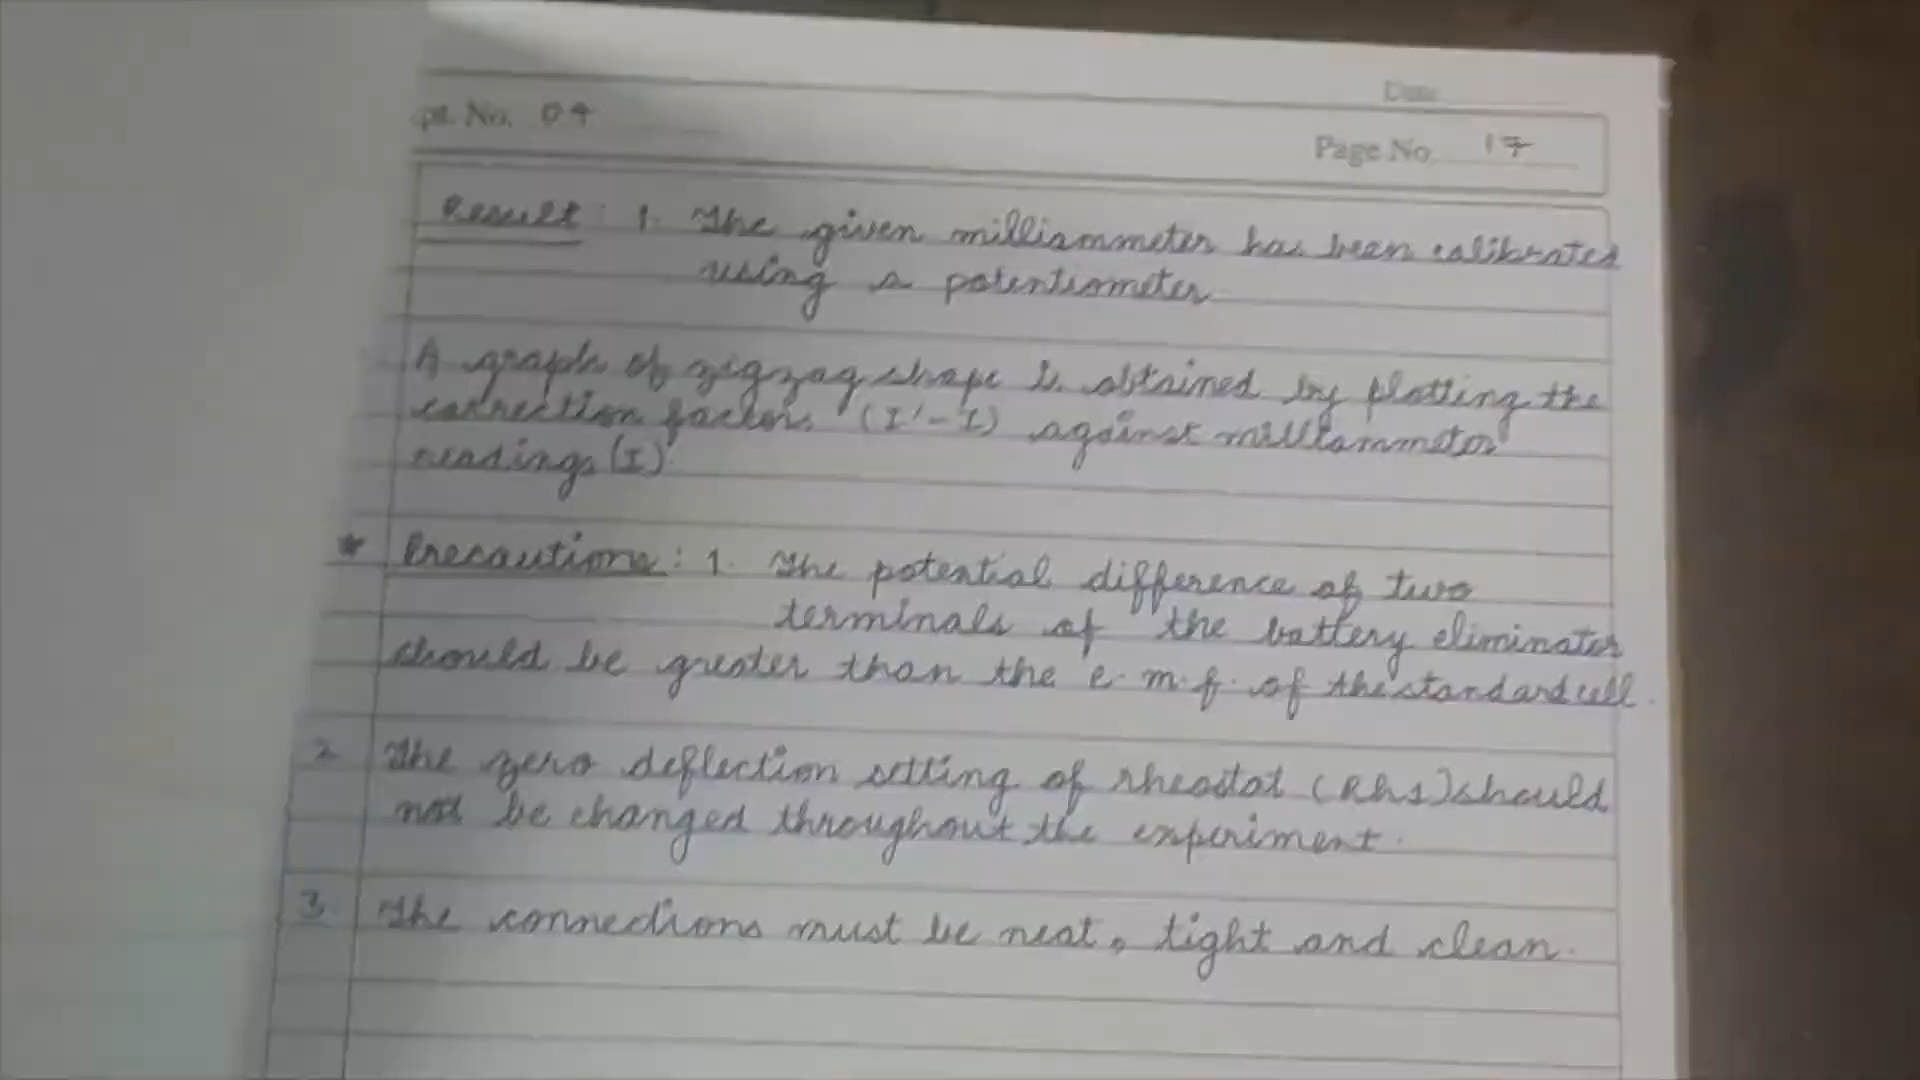 Date
pt. No. 04
Page No. 17
Result: 1. The given milliammeter has been calibrated
using a potentiometer
A graph of zigzag shape is obtained by plotting the
correction factors (I'-I) against milliammeter
readings (I)
* Precautions: 1. The potential difference of two
terminals of the battery eliminator
should be greater than the e.m.f. of the standard cell.
2 The zero deflection setting of rheostat (Rhs) should
not be changed throughout the experiment.
3 The connections must be neat, tight and clean.